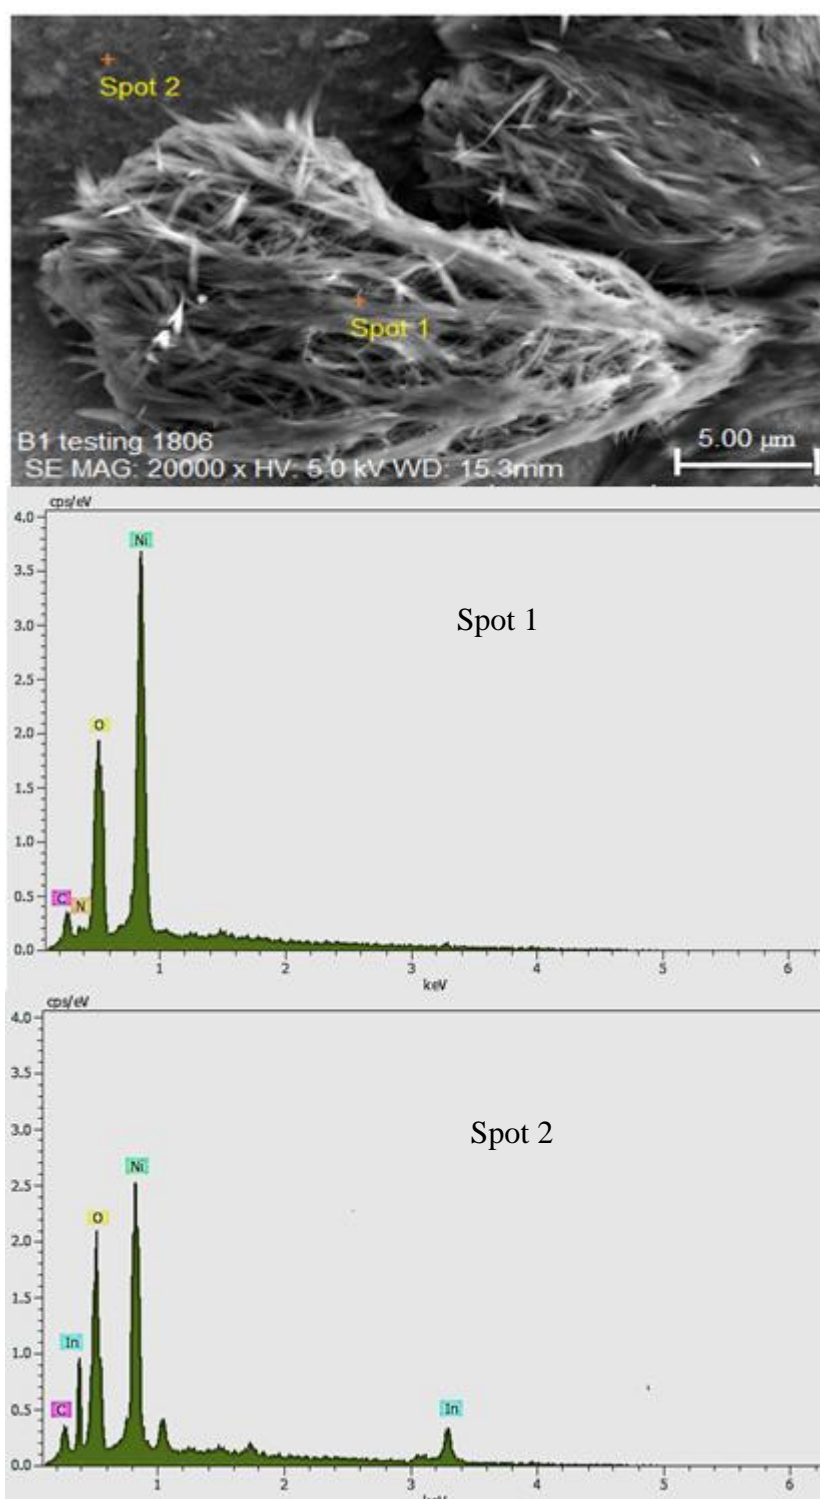 Spot 2
Spot 1
B1 testing 1806
SE MAG: 20000 x HV: 5.0 kV WD: 15.3mm
5.00 µm
cps/eV
4.0
3.5
3.0
2.5
2.0
1.5
1.0
0.5
0.0
Ni
O
C
N
Spot 1
1 2 3 4 5 6
keV
cps/eV
4.0
3.5
3.0
2.5
2.0
1.5
1.0
0.5
0.0
Spot 2
Ni
O
In
C
In
1 2 3 4 5 6
keV